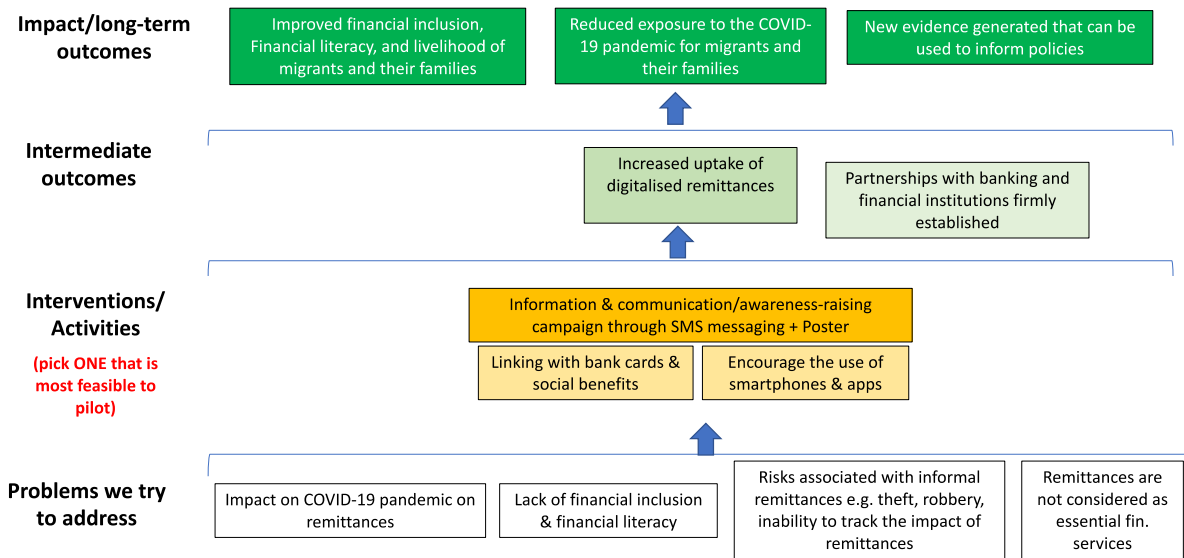 Impact/long-term
outcomes
Improved financial inclusion,
Financial literacy, and livelihood of
migrants and their families
Reduced exposure to the COVID-
19 pandemic for migrants and
their families
New evidence generated that can be
used to inform policies
Intermediate
outcomes
Increased uptake of
digitalised remittances
Partnerships with banking and
financial institutions firmly
established
Interventions/
Activities
(pick ONE that is
most feasible to
pilot)
Information & communication/awareness-raising
campaign through SMS messaging + Poster
Linking with bank cards &
social benefits
Encourage the use of
smartphones & apps
Problems we try
to address
Impact on COVID-19 pandemic on
remittances
Lack of financial inclusion
& financial literacy
Risks associated with informal
remittances e.g. theft, robbery,
inability to track the impact of
remittances
Remittances are
not considered as
essential fin.
services